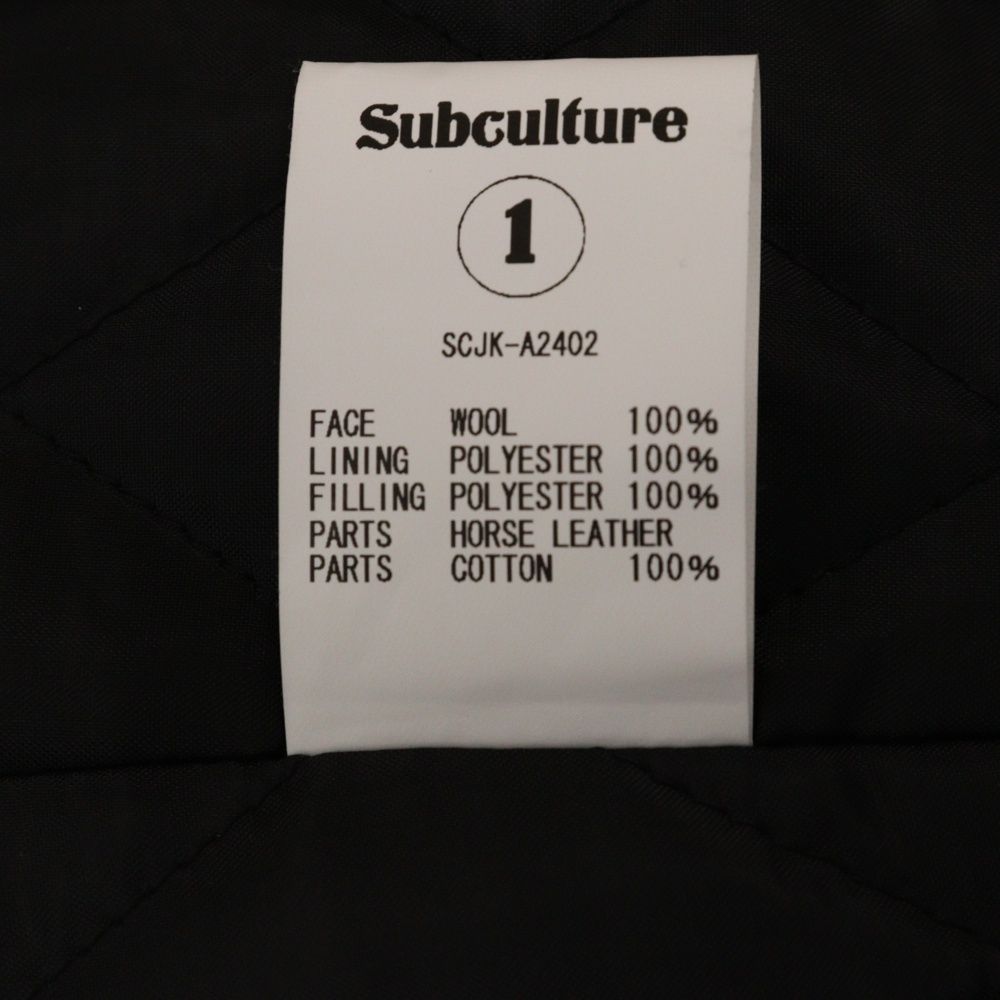 Subculture
1
SCJK-A2402
FACE WOOL 100%
LINING POLYESTER 100%
FILLING POLYESTER 100%
PARTS HORSE LEATHER
PARTS COTTON 100%